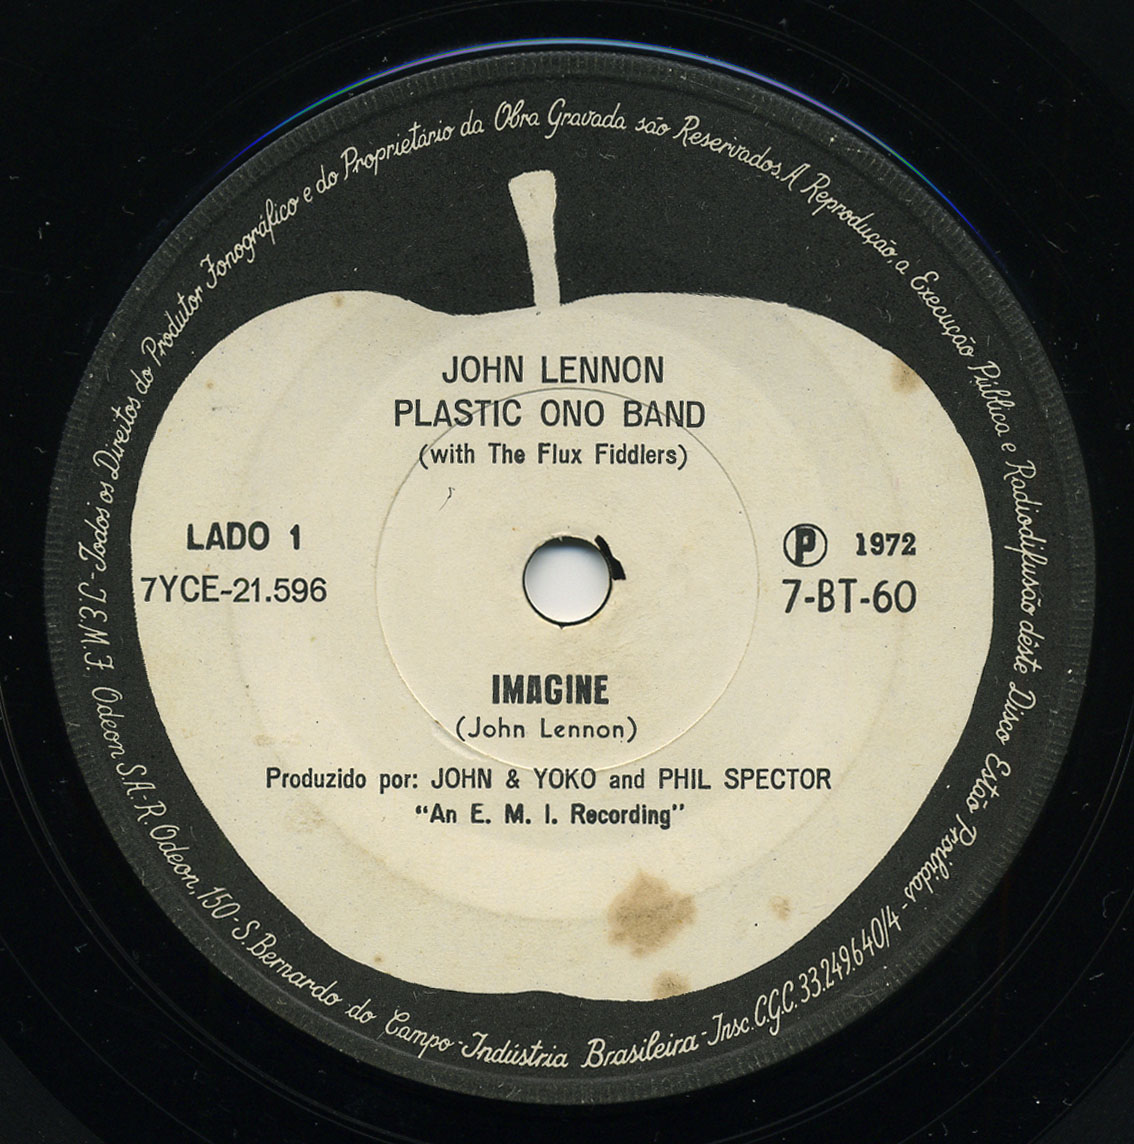 JOHN LENNON
PLASTIC ONO BAND
(with The Flux Fiddlers)
LADO 1
7YCE-21.596
Ⓟ 1972
7-BT-60
IMAGINE
(John Lennon)
Produzido por: JOHN & YOKO and PHIL SPECTOR
"An E. M. I. Recording"
Todos os Direitos do Produtor Fonográfico e do Proprietário da Obra Gravada são Reservados. A Reprodução, a Execução Pública e Radiodifusão dêste Disco Estão Proibidas - I.E.M.F. Odeon S.A.-R. Odeon, 150 - S. Bernardo do Campo - Indústria Brasileira - Insc. C.G.C. 33.249.640/4